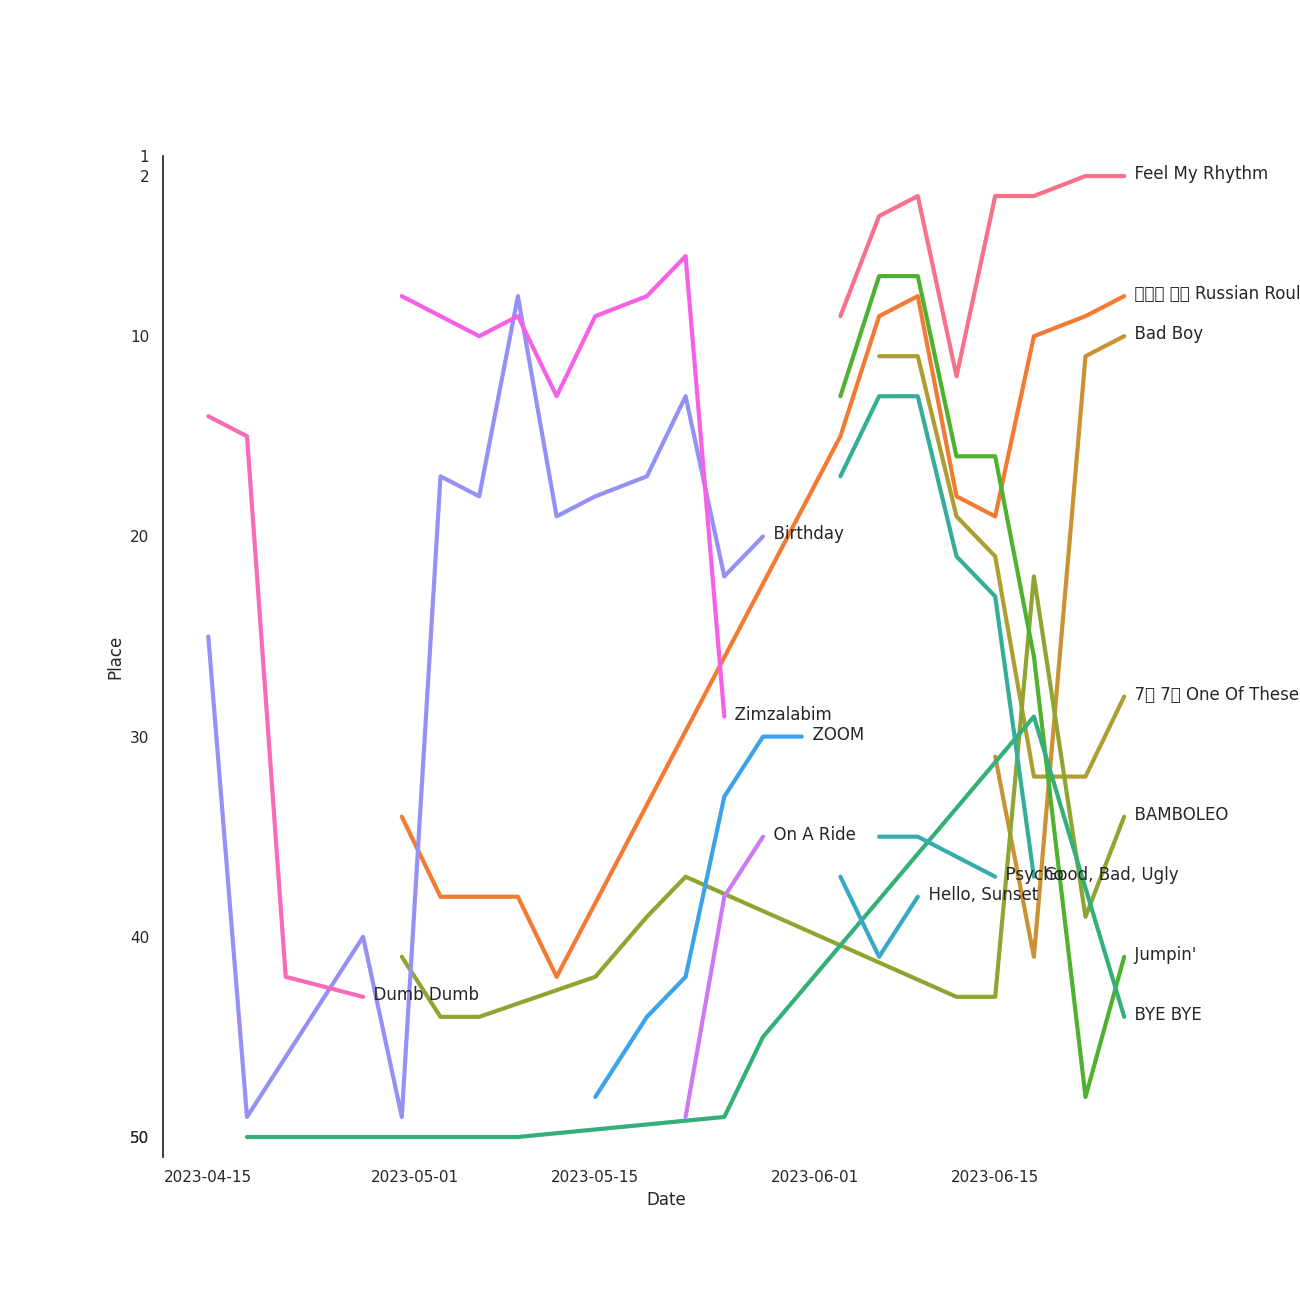 1
2
10
20
30
40
50
Place
2023-04-15
2023-05-01
2023-05-15
2023-06-01
2023-06-15
Date
Feel My Rhythm
Russian Roul
Bad Boy
Birthday
7 7 One Of These
Zimzalabim
ZOOM
BAMBOLEO
On A Ride
Psycho
Good, Bad, Ugly
Hello, Sunset
Jumpin'
Dumb Dumb
BYE BYE